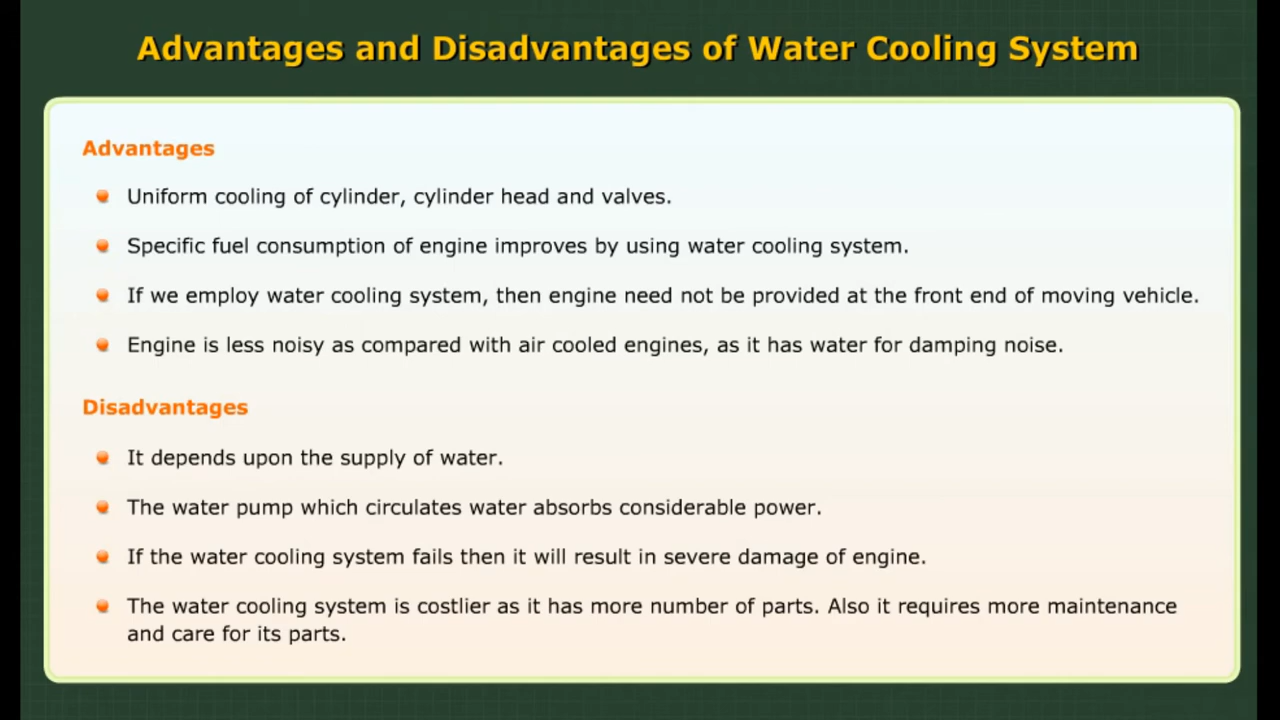 Advantages and Disadvantages of Water Cooling System
Advantages
Uniform cooling of cylinder, cylinder head and valves.
Specific fuel consumption of engine improves by using water cooling system.
If we employ water cooling system, then engine need not be provided at the front end of moving vehicle.
Engine is less noisy as compared with air cooled engines, as it has water for damping noise.
Disadvantages
It depends upon the supply of water.
The water pump which circulates water absorbs considerable power.
If the water cooling system fails then it will result in severe damage of engine.
The water cooling system is costlier as it has more number of parts. Also it requires more maintenance
and care for its parts.